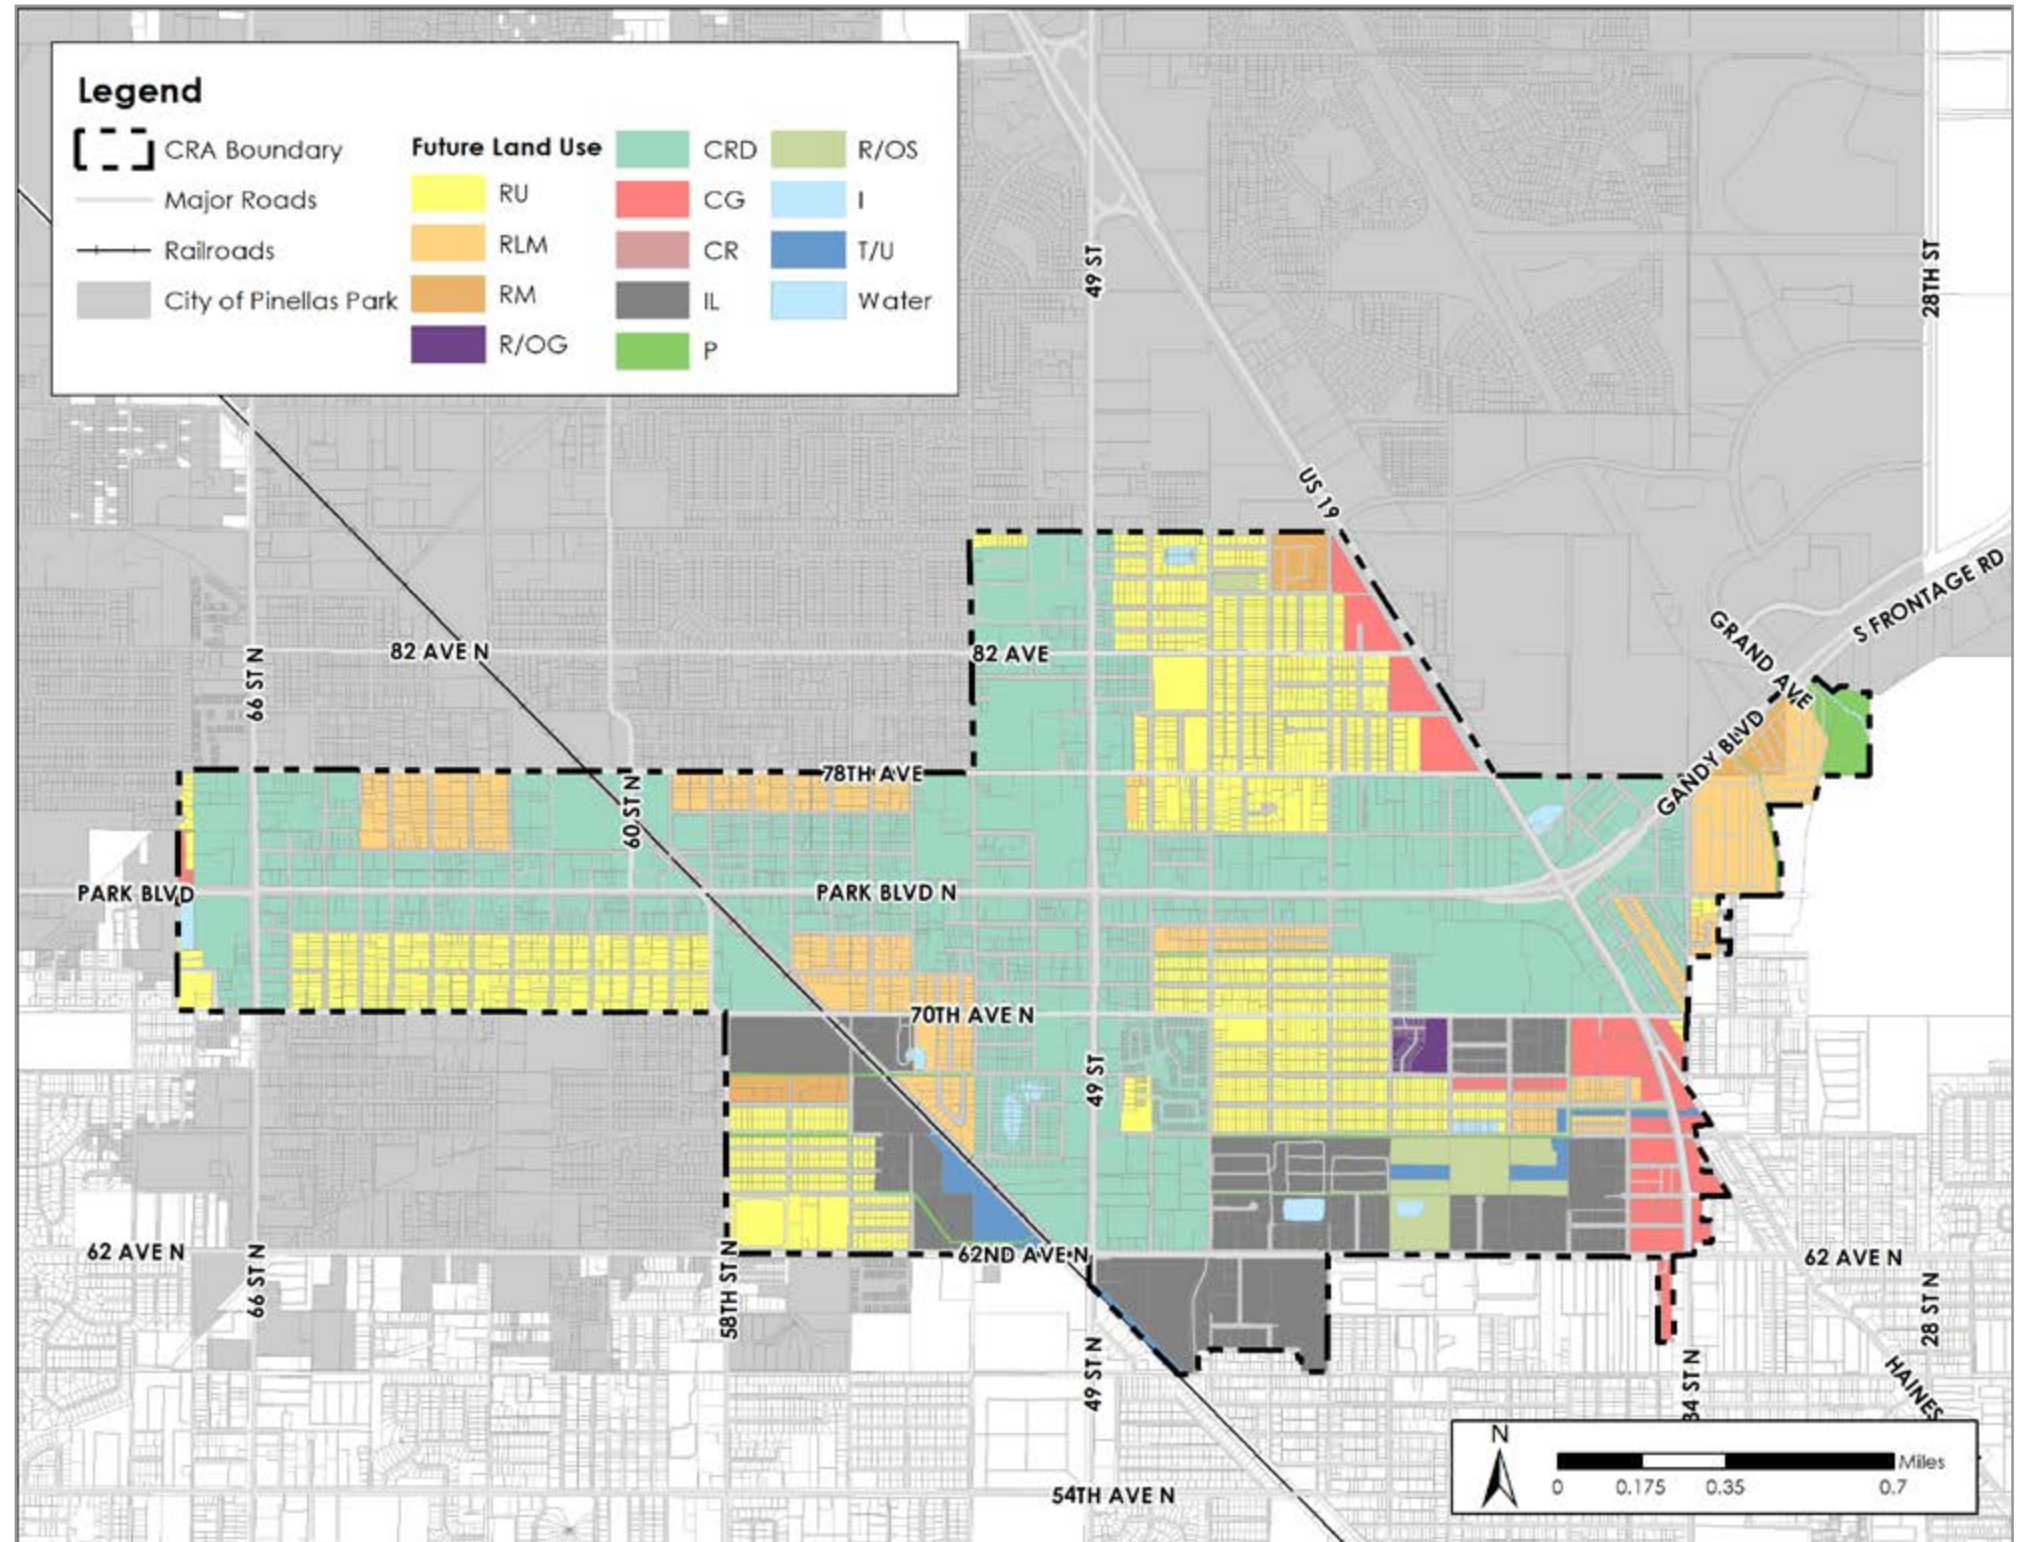 Legend
CRA Boundary
Major Roads
Railroads
City of Pinellas Park
Future Land Use
RU
RLM
RM
R/OG
CRD
CG
CR
IL
P
R/OS
I
T/U
Water
49 ST
28TH ST
US 19
S FRONTAGE RD
GRAND AVE
GANDY BLVD
66 ST N
82 AVE N
82 AVE
78TH AVE
60 ST N
PARK BLVD
PARK BLVD N
70TH AVE N
49 ST
62 AVE N
66 ST N
58TH ST N
62ND AVE N
62 AVE N
28 ST N
49 ST N
34 ST N
HAINES
54TH AVE N
N
Miles
0
0.175
0.35
0.7